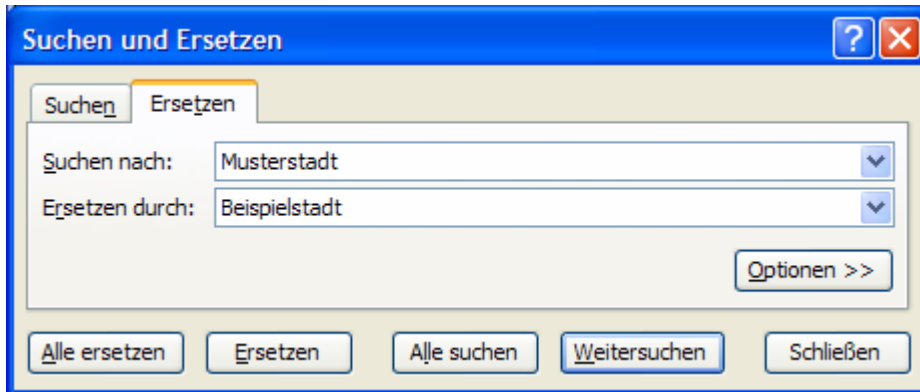 Suchen und Ersetzen
Suchen Ersetzen
Suchen nach: Musterstadt
Ersetzen durch: Beispielstadt
Optionen >>
Alle ersetzen Ersetzen Alle suchen Weitersuchen Schließen